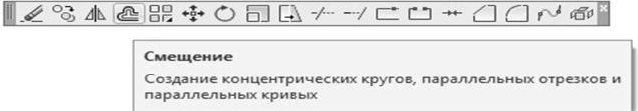 Смещение
Создание концентрических кругов, параллельных отрезков и
параллельных кривых